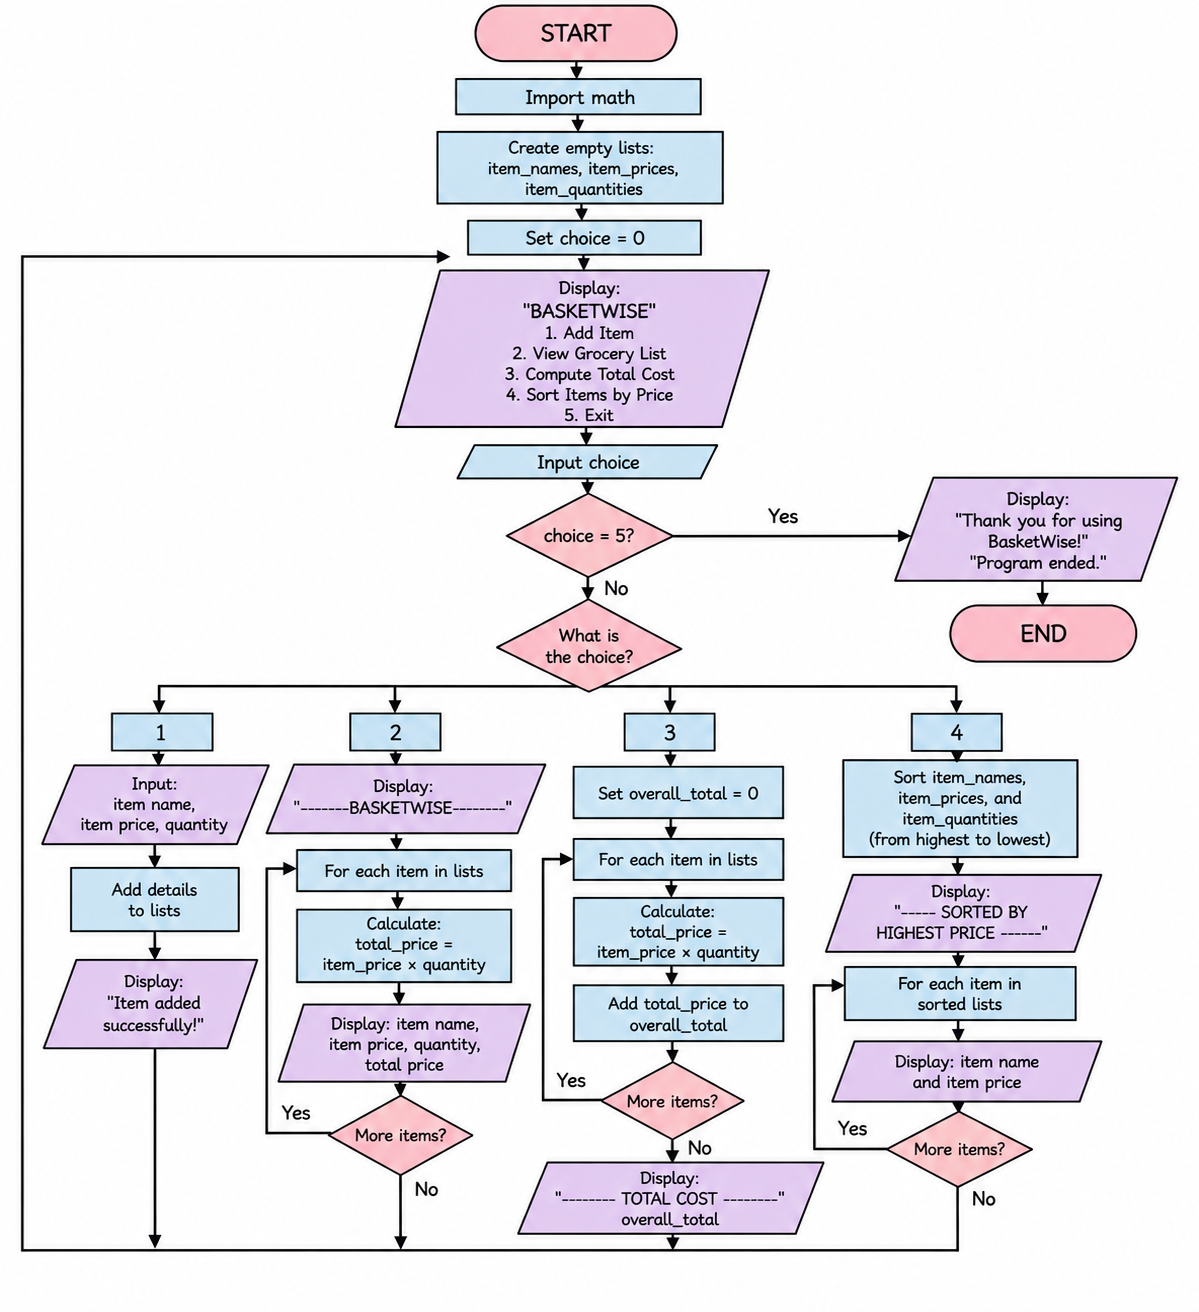 START
Import math
Create empty lists:
item_names, item_prices,
item_quantities
Set choice = 0
Display:
"BASKETWISE"
1. Add Item
2. View Grocery List
3. Compute Total Cost
4. Sort Items by Price
5. Exit
Input choice
choice = 5?
Yes
Display:
"Thank you for using
BasketWise!"
"Program ended."
END
No
What is
the choice?
1
Input:
item name,
item price, quantity
Add details
to lists
Display:
"Item added
successfully!"
2
Display:
"-------BASKETWISE--------"
For each item in lists
Calculate:
total_price =
item_price × quantity
Display: item name,
item price, quantity,
total price
More items?
Yes
No
3
Set overall_total = 0
For each item in lists
Calculate:
total_price =
item_price × quantity
Add total_price to
overall_total
More items?
Yes
No
Display:
"-------- TOTAL COST --------"
overall_total
4
Sort item_names,
item_prices, and
item_quantities
(from highest to lowest)
Display:
"----- SORTED BY
HIGHEST PRICE ------"
For each item in
sorted lists
Display: item name
and item price
More items?
Yes
No